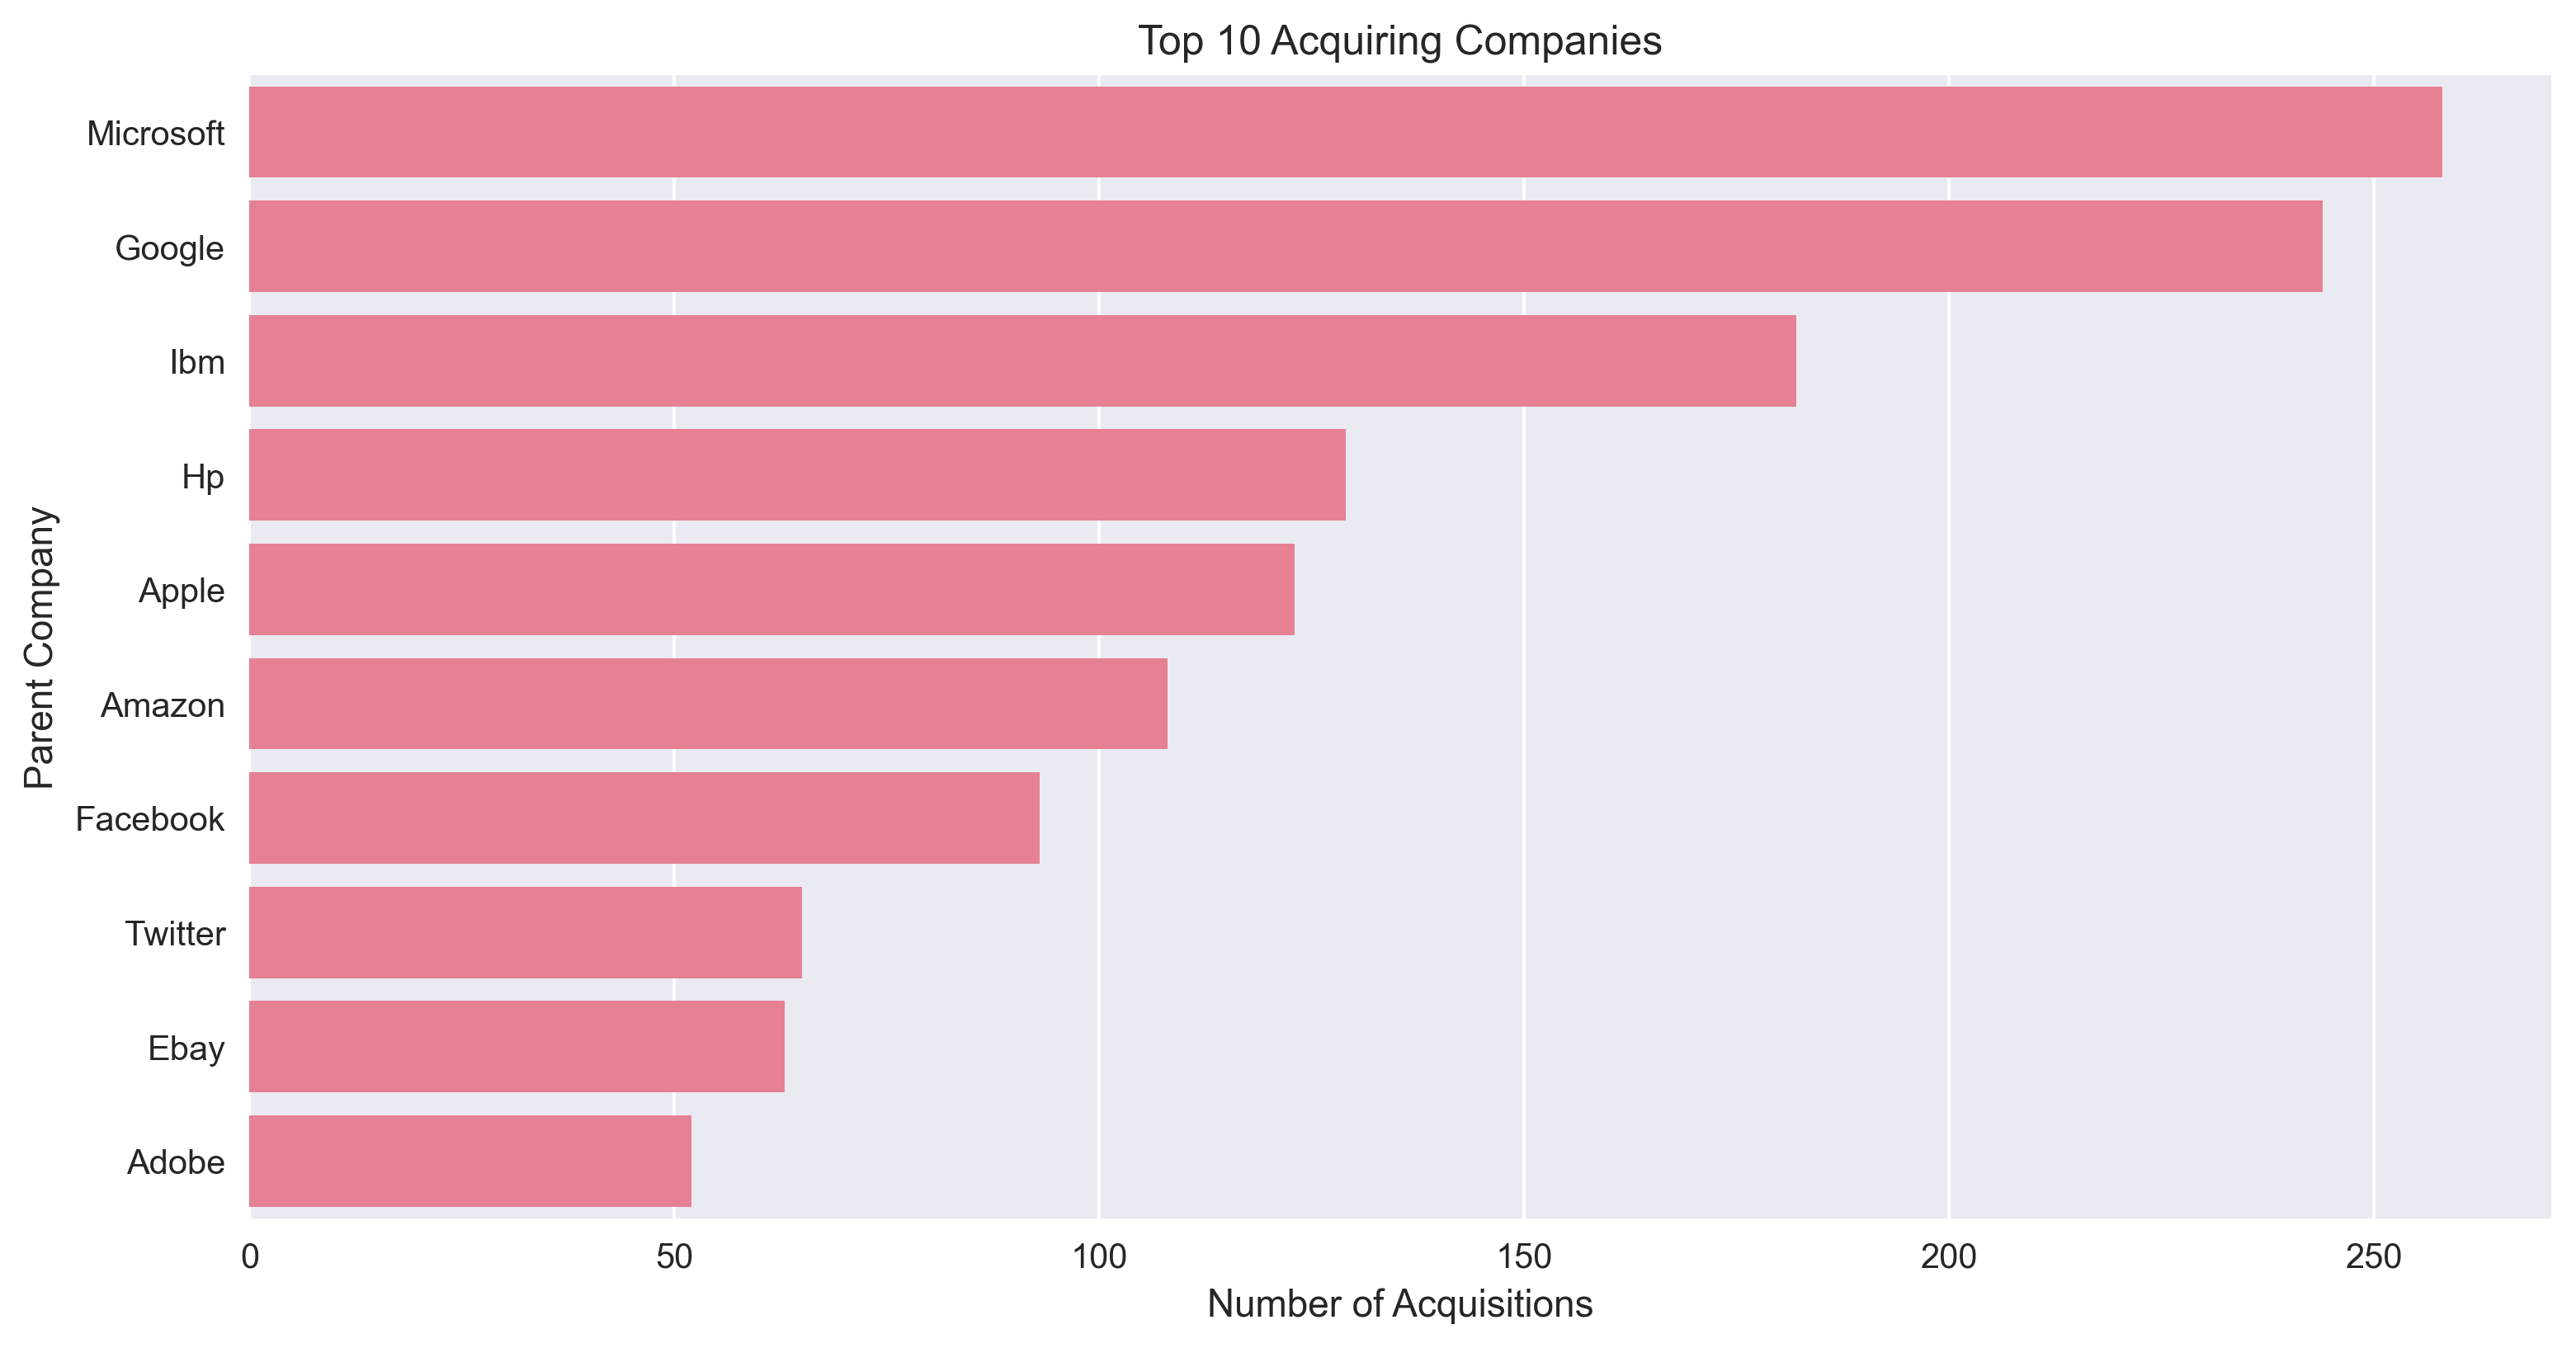 Top 10 Acquiring Companies
Parent Company
Microsoft
Google
Ibm
Hp
Apple
Amazon
Facebook
Twitter
Ebay
Adobe
0 50 100 150 200 250
Number of Acquisitions